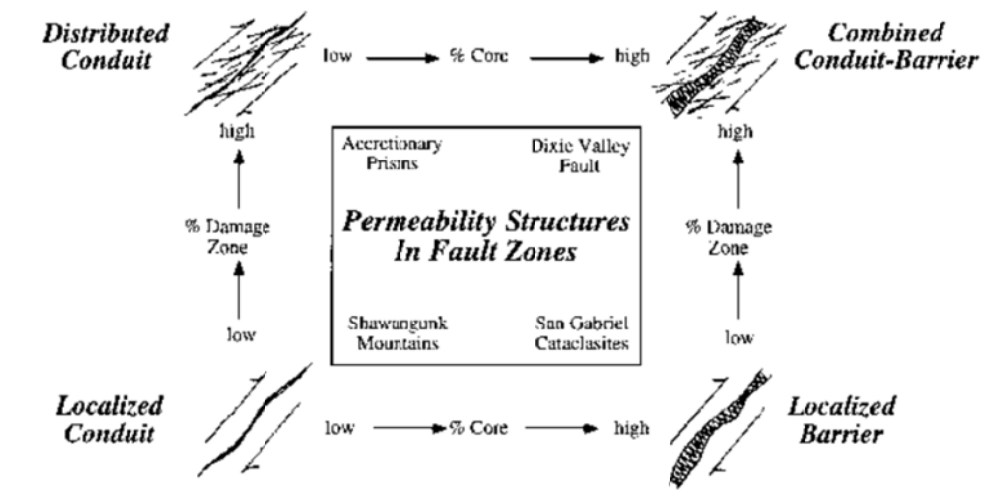 Distributed
Conduit
low
% Core
high
Combined
Conduit-Barrier
high
high
Accretionary
Prisms
Dixie Valley
Fault
% Damage
Zone
Permeability Structures
In Fault Zones
% Damage
Zone
low
Shawungunk
Mountains
San Gabriel
Cataclasites
low
Localized
Conduit
low
% Core
high
Localized
Barrier